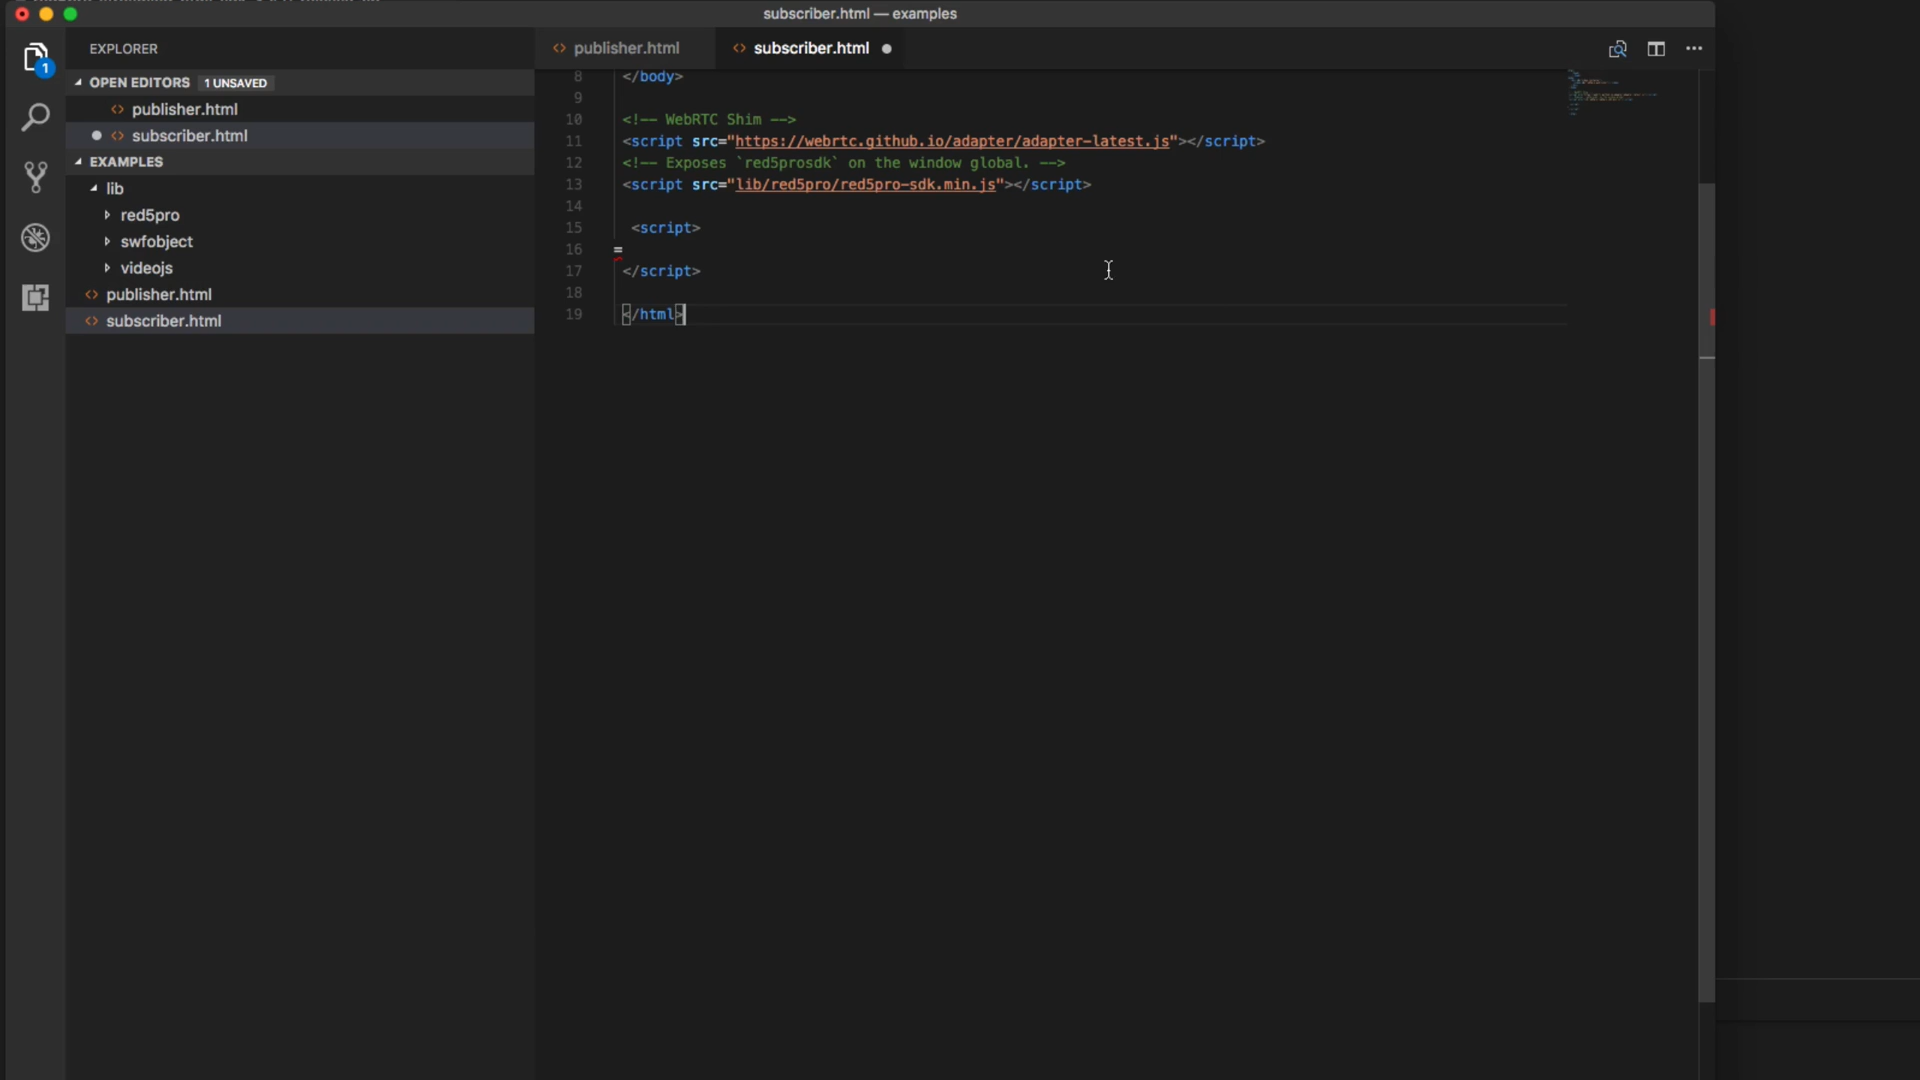 subscriber.html — examples
EXPLORER
OPEN EDITORS 1 UNSAVED
publisher.html
subscriber.html
EXAMPLES
lib
red5pro
swfobject
videojs
publisher.html
subscriber.html
1
publisher.html
subscriber.html
8 </body>
9
10 <!-- WebRTC Shim -->
11 <script src="https://webrtc.github.io/adapter/adapter-latest.js"></script>
12 <!-- Exposes `red5prosdk` on the window global. -->
13 <script src="lib/red5pro/red5pro-sdk.min.js"></script>
14
15 <script>
16 =
17 </script>
18
19 </html>